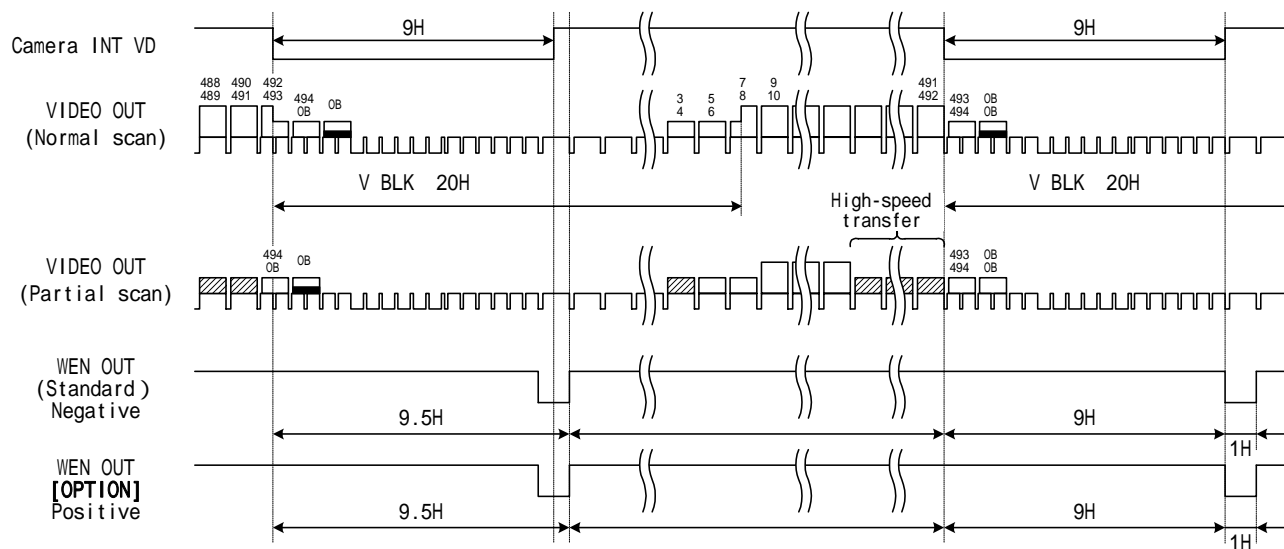 9H 9H
Camera INT VD
488 490 492 7 9 491
489 491 493 494 3 5 8 10 492 493 OB
OB OB 4 6 494 OB
VIDEO OUT
(Normal scan)
V BLK 20H V BLK 20H
High-speed
transfer
494 OB 493 OB
OB 494 OB
VIDEO OUT
(Partial scan)
WEN OUT
(Standard)
Negative
9.5H 9H
1H
WEN OUT
[OPTION]
Positive
9.5H 9H
1H